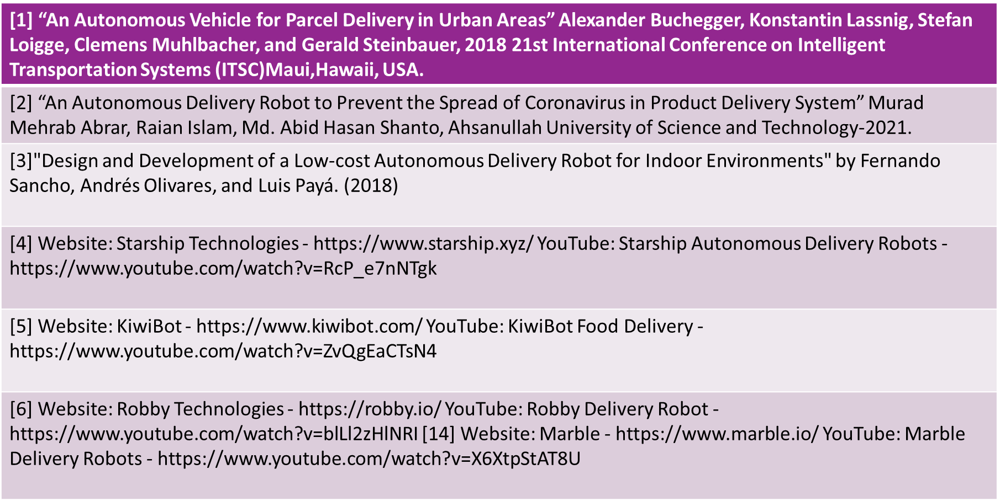 [1] “An Autonomous Vehicle for Parcel Delivery in Urban Areas” Alexander Buchegger, Konstantin Lassnig, Stefan
Loigge, Clemens Muhlbacher, and Gerald Steinbauer, 2018 21st International Conference on Intelligent
Transportation Systems (ITSC)Maui,Hawaii, USA.
[2] “An Autonomous Delivery Robot to Prevent the Spread of Coronavirus in Product Delivery System” Murad
Mehrab Abrar, Raian Islam, Md. Abid Hasan Shanto, Ahsanullah University of Science and Technology-2021.
[3]"Design and Development of a Low-cost Autonomous Delivery Robot for Indoor Environments" by Fernando
Sancho, Andrés Olivares, and Luis Payá. (2018)
[4] Website: Starship Technologies - https://www.starship.xyz/ YouTube: Starship Autonomous Delivery Robots -
https://www.youtube.com/watch?v=RcP_e7nNTgk
[5] Website: KiwiBot - https://www.kiwibot.com/ YouTube: KiwiBot Food Delivery -
https://www.youtube.com/watch?v=ZvQgEaCTsN4
[6] Website: Robby Technologies - https://robby.io/ YouTube: Robby Delivery Robot -
https://www.youtube.com/watch?v=blLl2zHlNRI [14] Website: Marble - https://www.marble.io/ YouTube: Marble
Delivery Robots - https://www.youtube.com/watch?v=X6XtpStAT8U